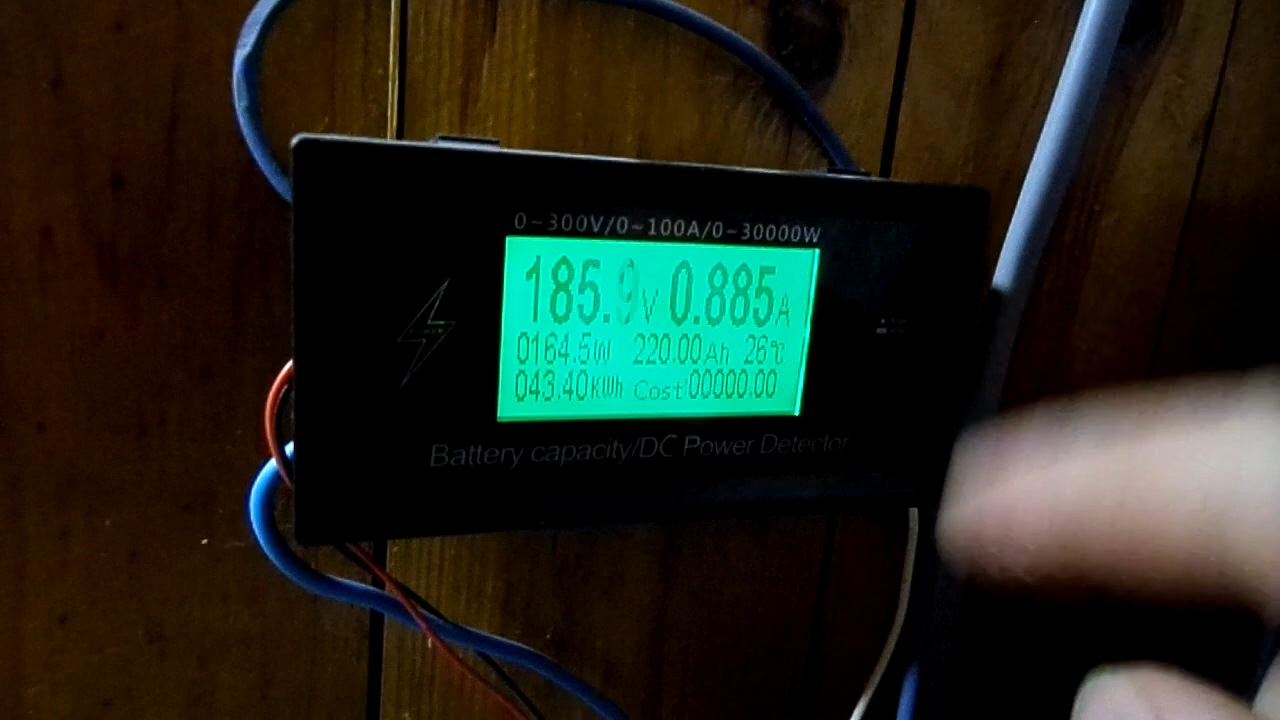 0~300V/0~100A/0~30000W
185.9V 0.885A
0164.5W 220.00Ah 26℃
043.40KWh Cost:00000.00
Battery capacity/DC Power Detector